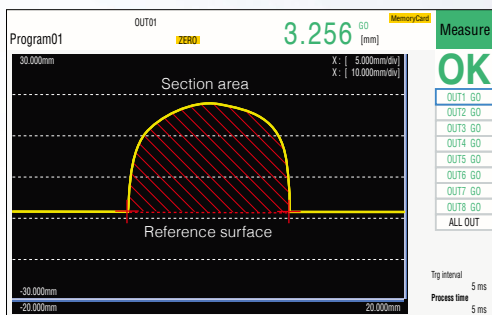 OUT01
MemoryCard
Program01
ZERO
3.256 GO [mm]
Measure
30.000mm
X : [ 5.000mm/div]
X : [ 10.000mm/div]
OK
Section area
OUT1 GO
OUT2 GO
OUT3 GO
OUT4 GO
OUT5 GO
OUT6 GO
OUT7 GO
OUT8 GO
ALL OUT
Reference surface
-30.000mm
-20.000mm
20.000mm
Trg interval
5 ms
Process time
5 ms